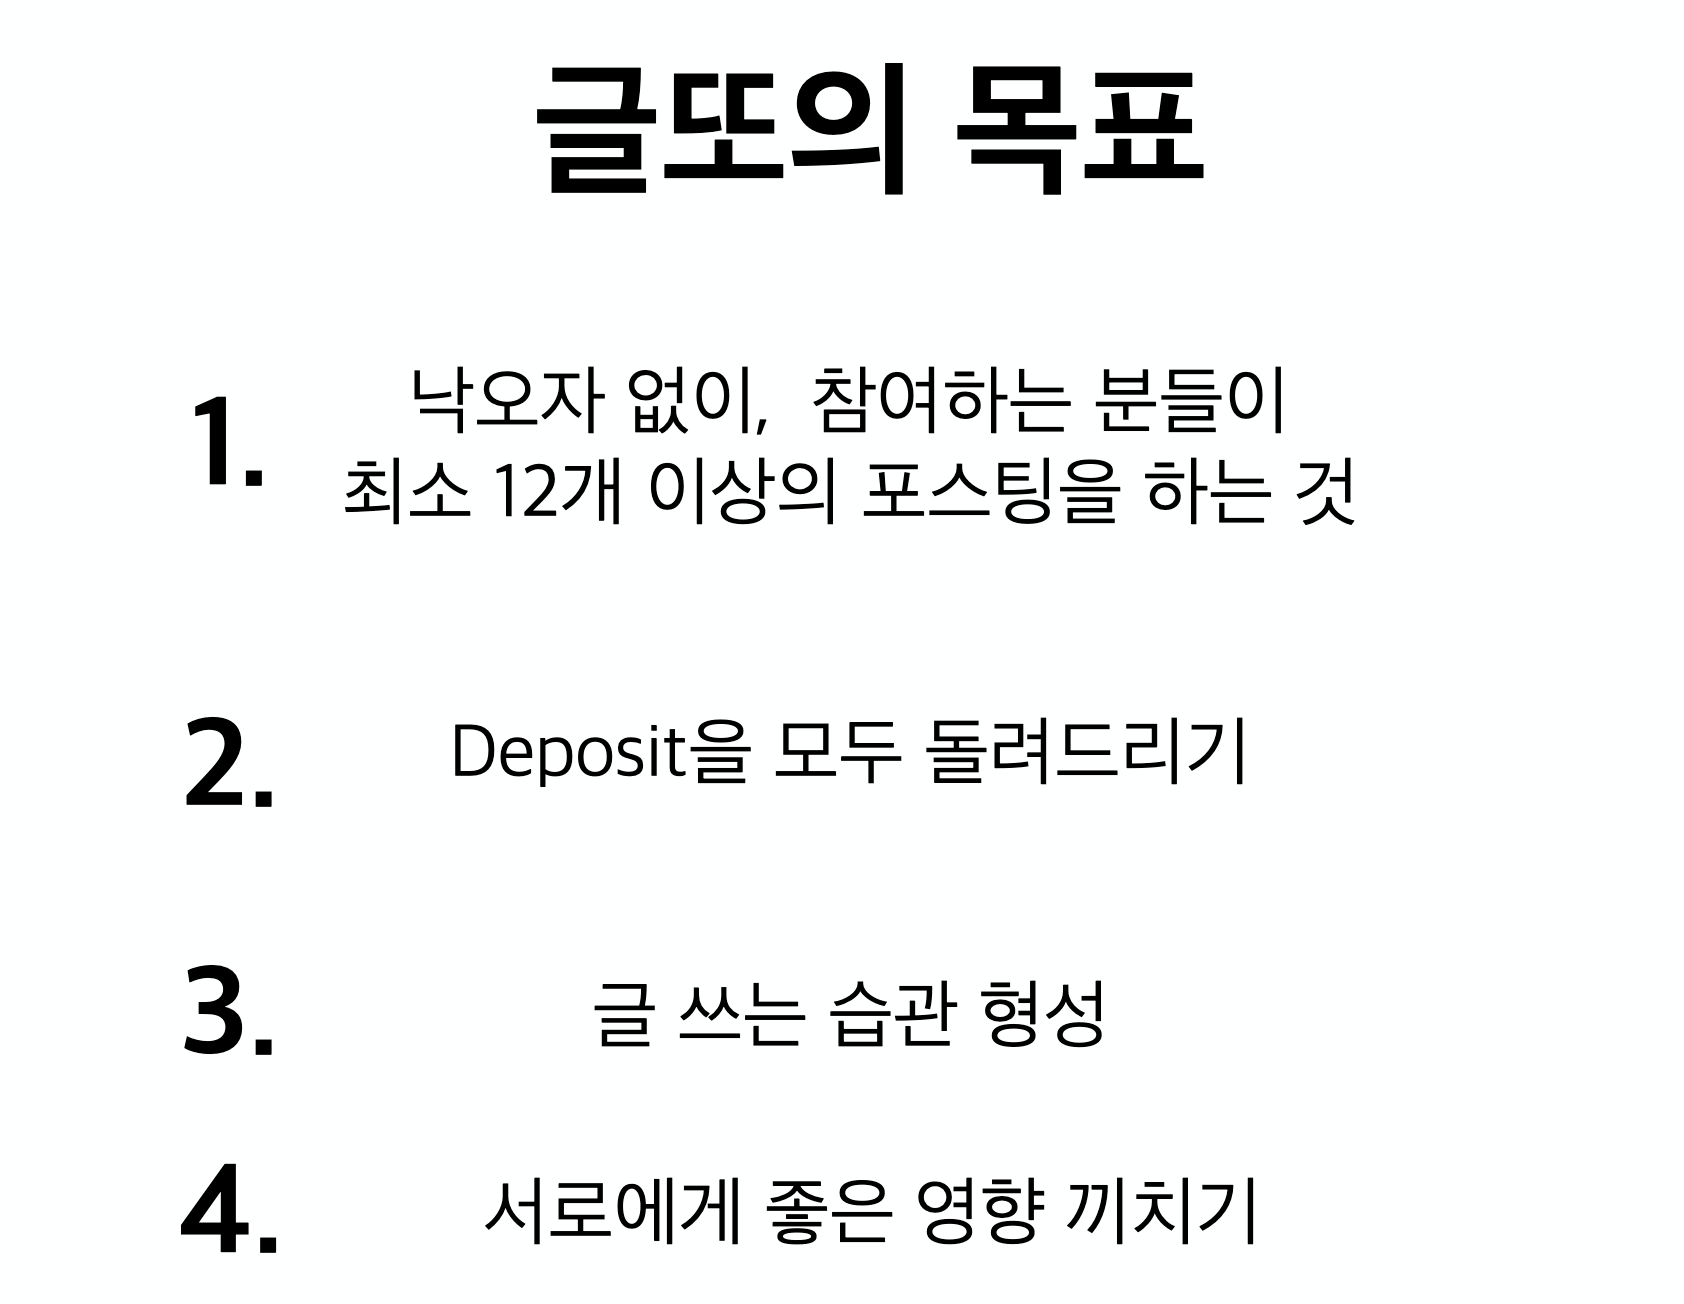 글또의 목표
1.
낙오자 없이, 참여하는 분들이
최소 12개 이상의 포스팅을 하는 것
2. Deposit을 모두 돌려드리기
3. 글 쓰는 습관 형성
4. 서로에게 좋은 영향 끼치기